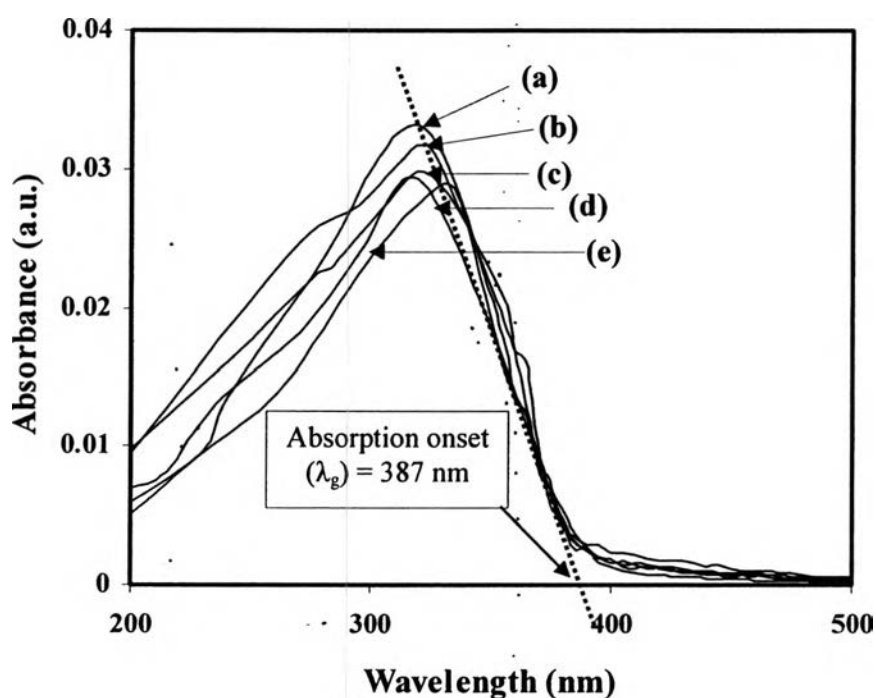 0.04
(a)
(b)
0.03
(c)
(d)
(e)
Absorbance (a.u.)
0.02
0.01
Absorption onset
(λg) = 387 nm
0
200
300
400
500
Wavelength (nm)